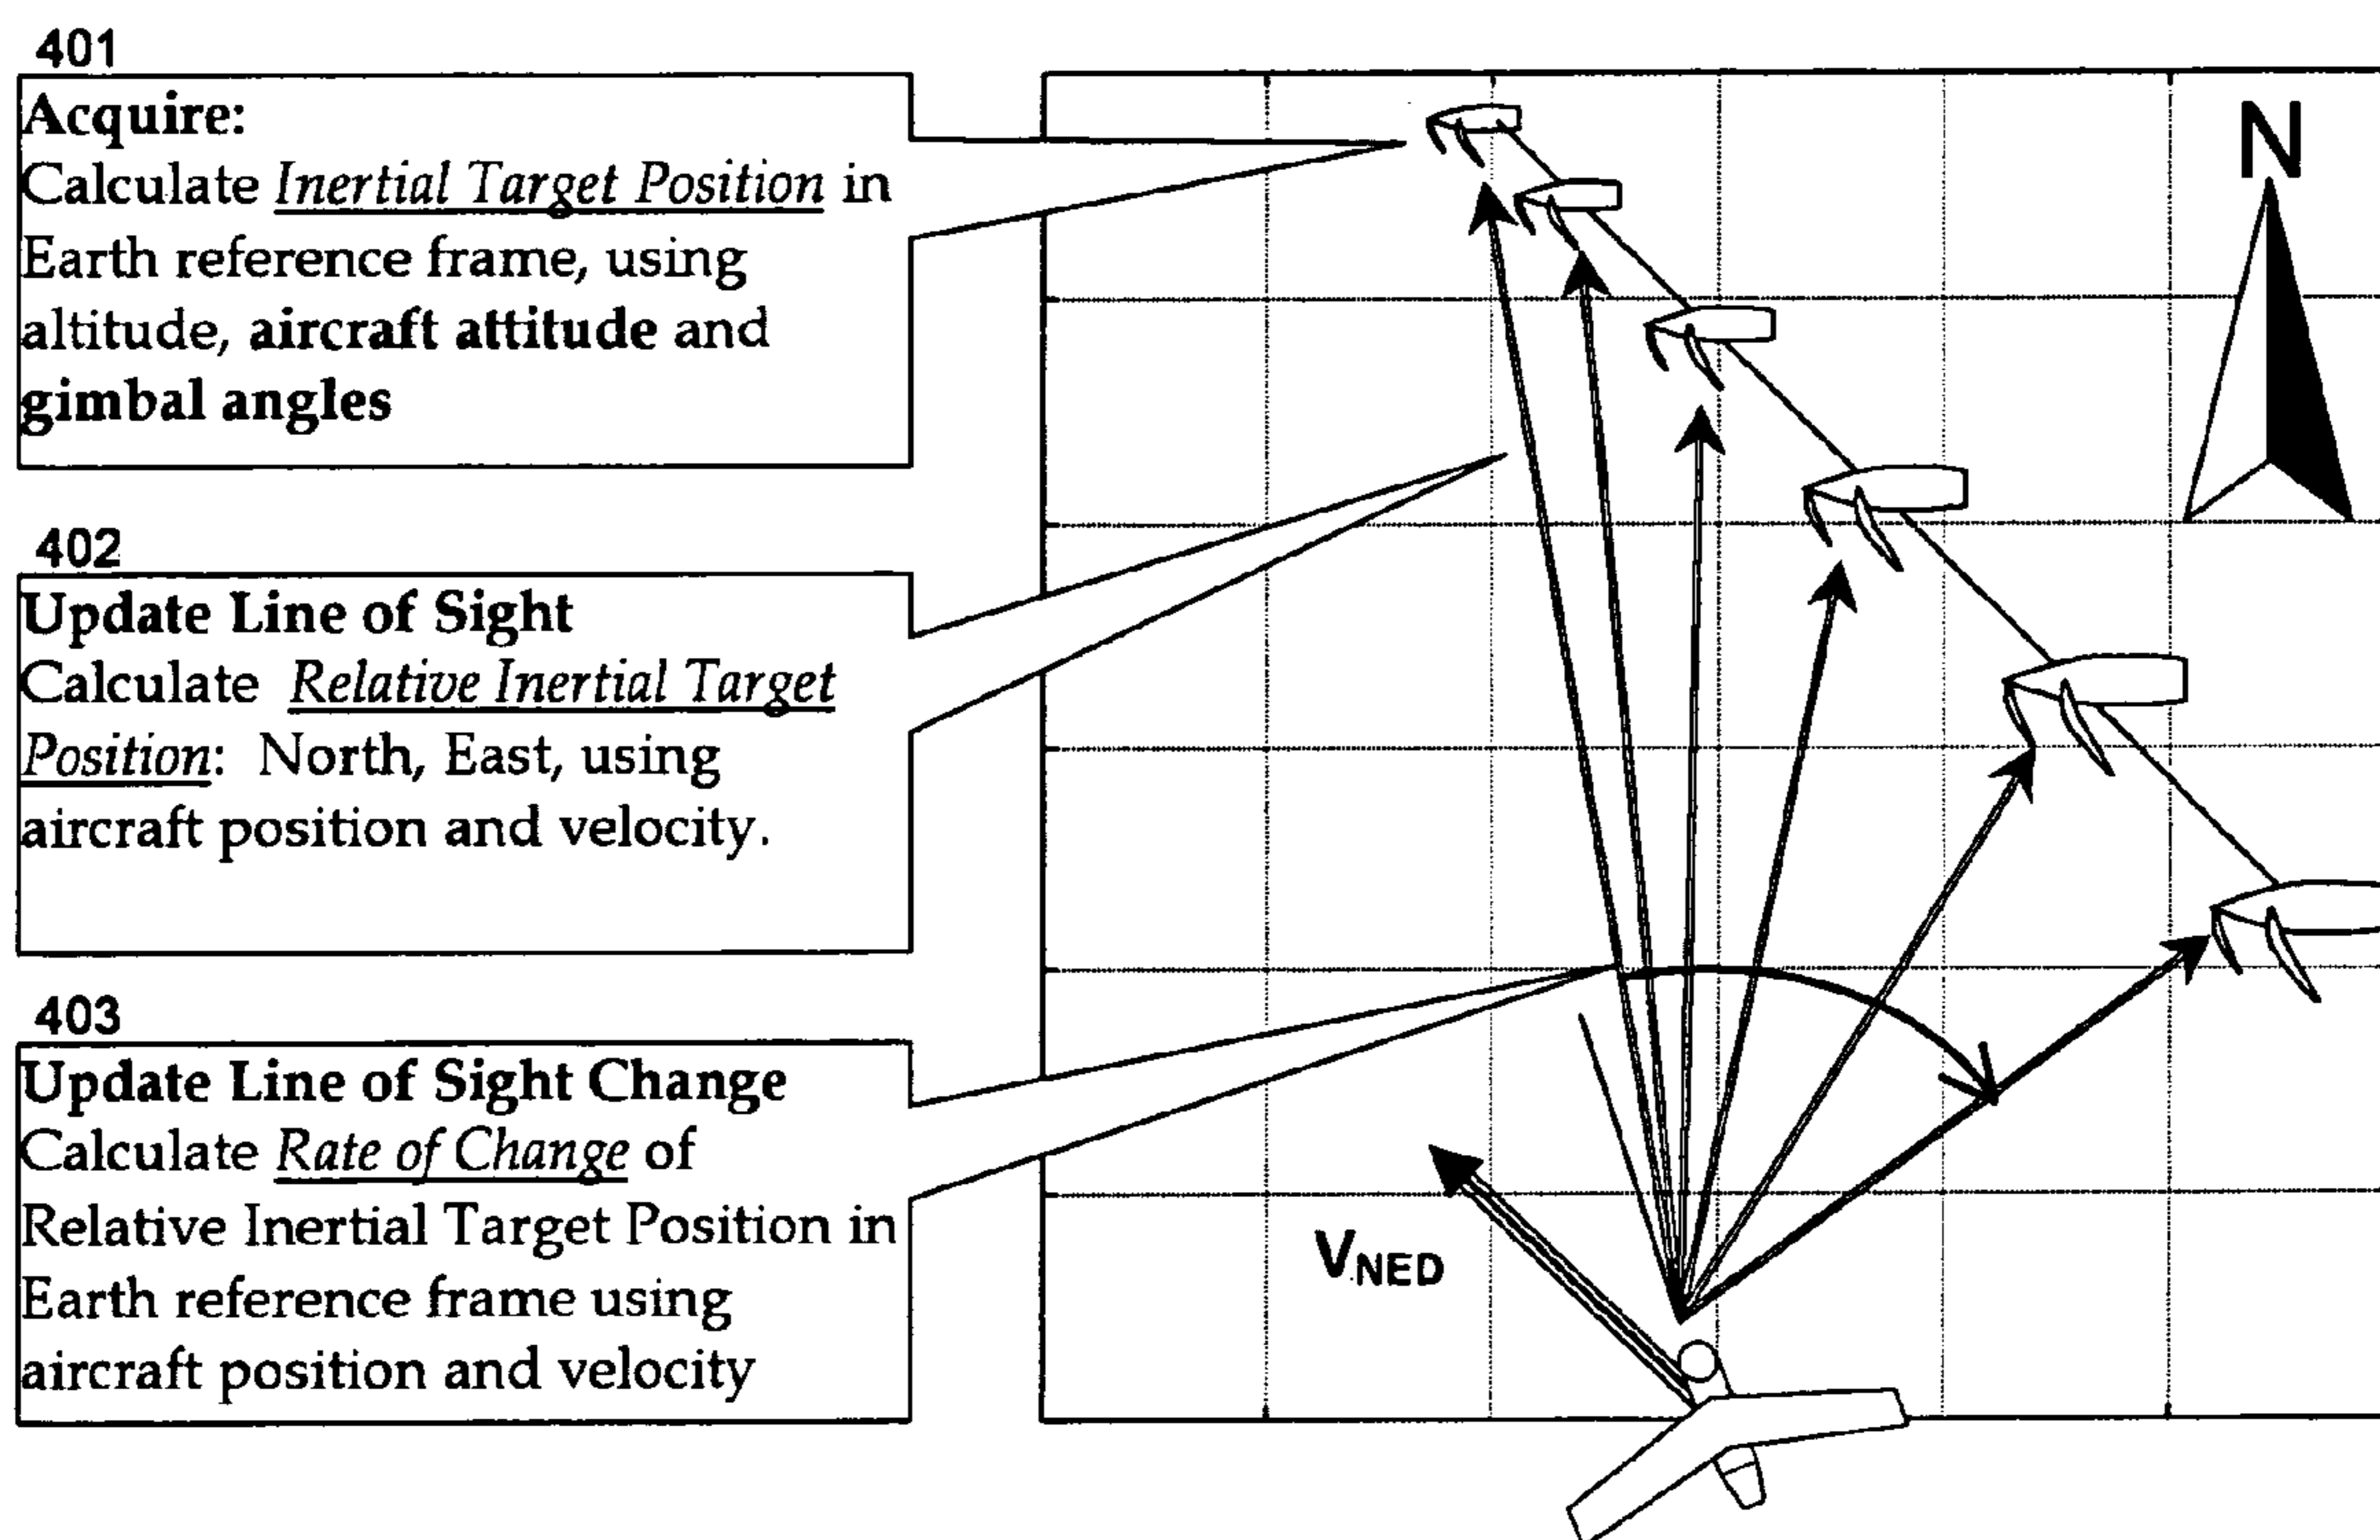 401
Acquire:
Calculate Inertial Target Position in
Earth reference frame, using
altitude, aircraft attitude and
gimbal angles
402
Update Line of Sight
Calculate Relative Inertial Target
Position: North, East, using
aircraft position and velocity.
403
Update Line of Sight Change
Calculate Rate of Change of
Relative Inertial Target Position in
Earth reference frame using
aircraft position and velocity
N
VNED